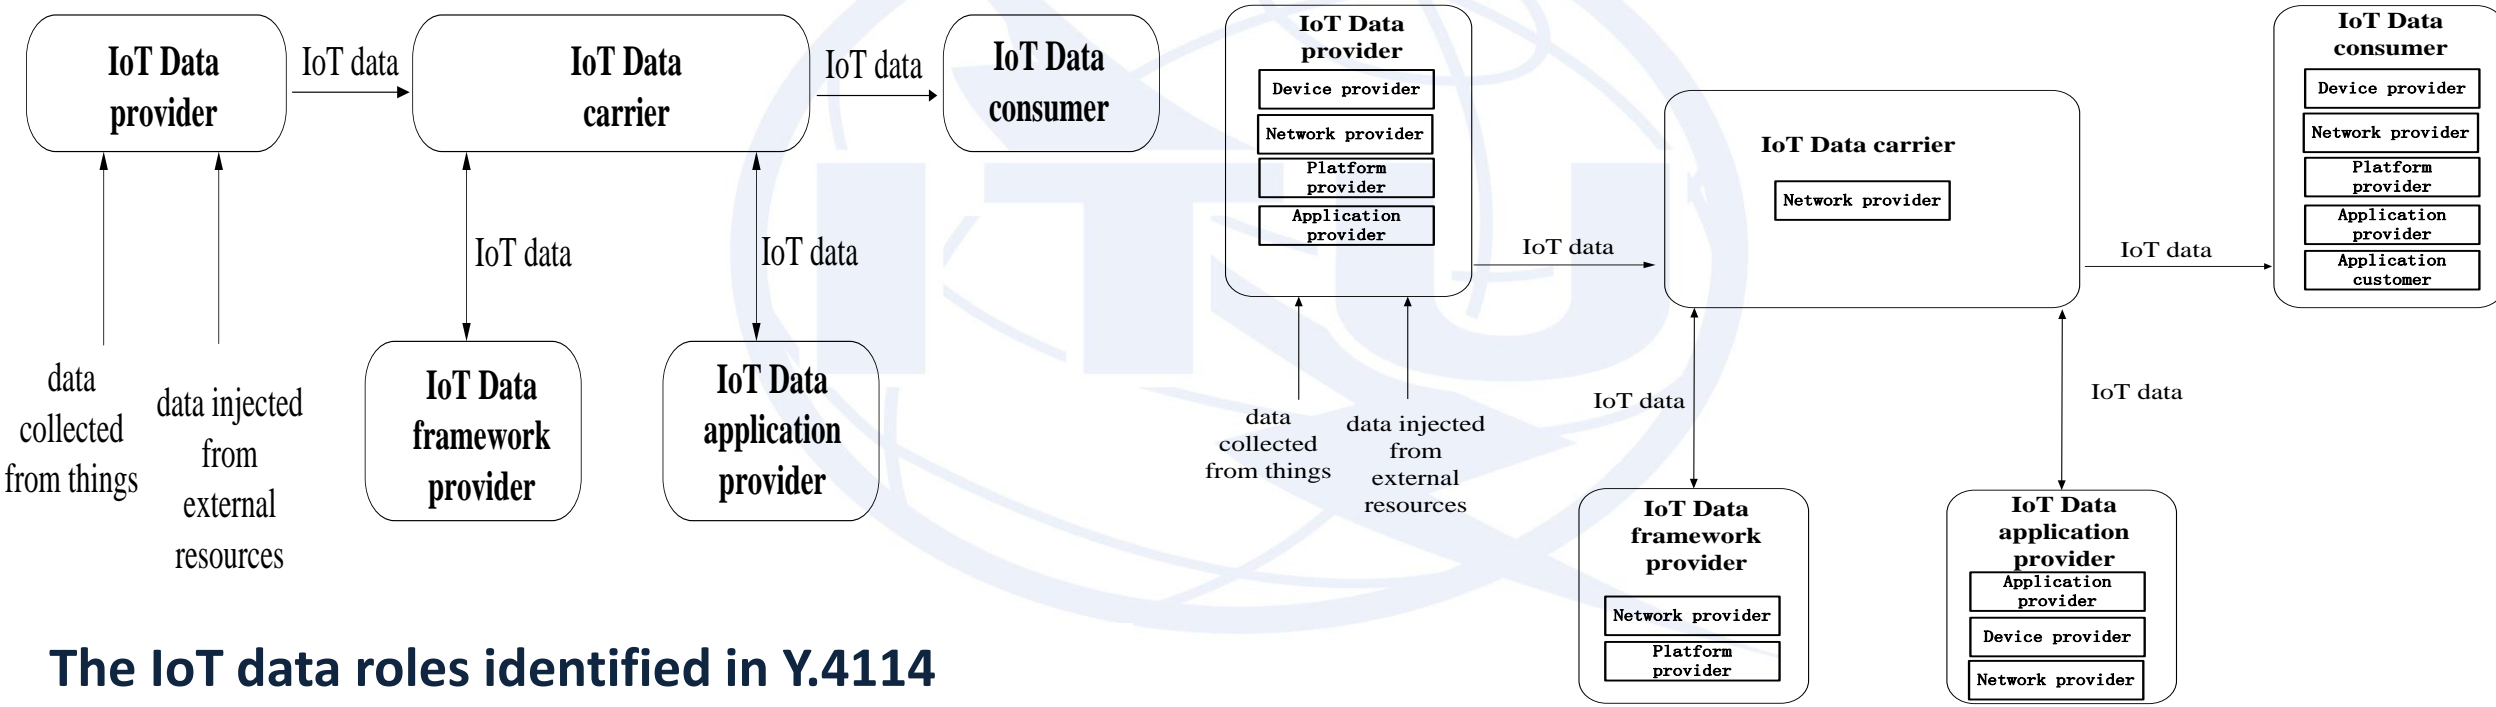 IoT Data
provider
IoT data
IoT Data
carrier
IoT data
IoT Data
consumer
IoT data
IoT data
data
collected
from things
data injected
from
external
resources
IoT Data
framework
provider
IoT Data
application
provider
The IoT data roles identified in Y.4114
IoT Data
provider
Device provider
Network provider
Platform
provider
Application
provider
IoT data
IoT Data carrier
Network provider
IoT data
IoT Data
consumer
Device provider
Network provider
Platform
provider
Application
provider
Application
customer
data
collected
from things
data injected
from
external
resources
IoT data
IoT data
IoT Data
framework
provider
Network provider
Platform
provider
IoT Data
application
provider
Application
provider
Device provider
Network provider
ITU